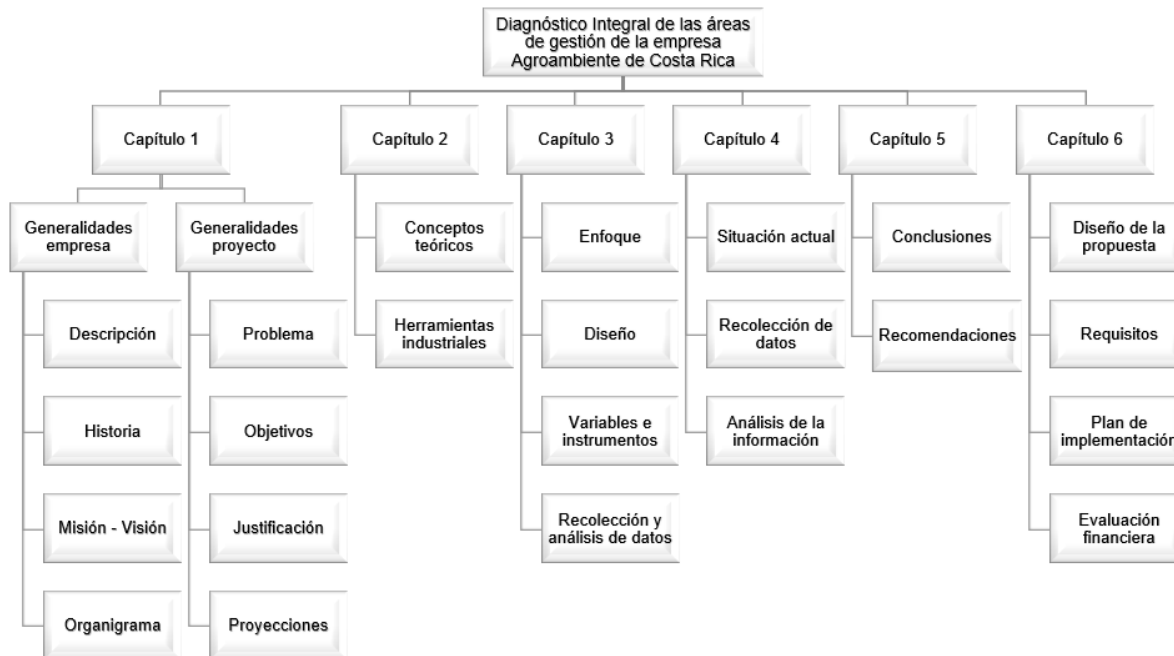 Diagnóstico Integral de las áreas
de gestión de la empresa
Agroambiente de Costa Rica
Capítulo 1
Capítulo 2
Capítulo 3
Capítulo 4
Capítulo 5
Capítulo 6
Generalidades
empresa
Generalidades
proyecto
Conceptos
teóricos
Enfoque
Situación actual
Conclusiones
Diseño de la
propuesta
Descripción
Problema
Herramientas
industriales
Diseño
Recolección de
datos
Recomendaciones
Requisitos
Historia
Objetivos
Variables e
instrumentos
Análisis de la
información
Plan de
implementación
Misión - Visión
Justificación
Recolección y
análisis de datos
Evaluación
financiera
Organigrama
Proyecciones